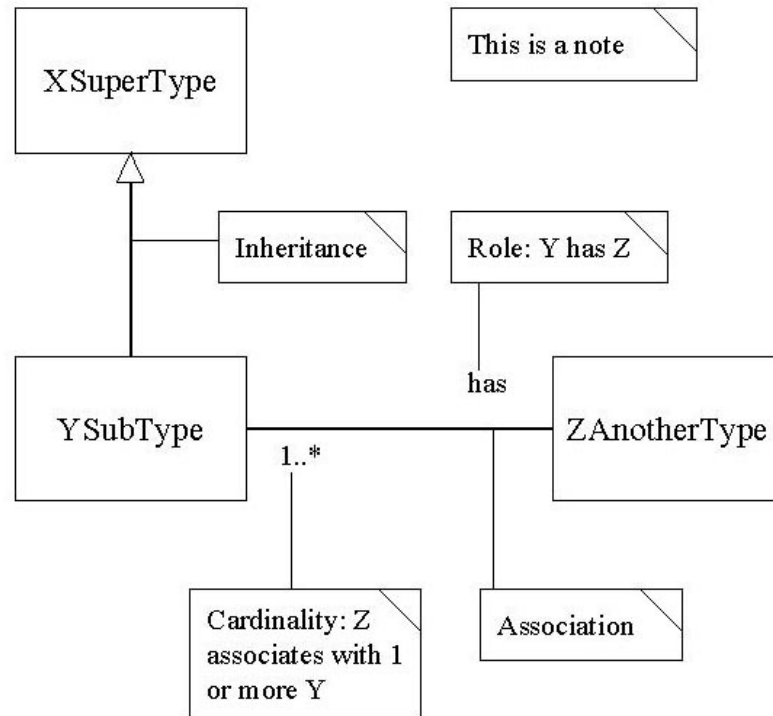 XSuperType
This is a note
Inheritance
Role: Y has Z
has
YSubType
ZAnotherType
1..*
Cardinality: Z
associates with 1
or more Y
Association